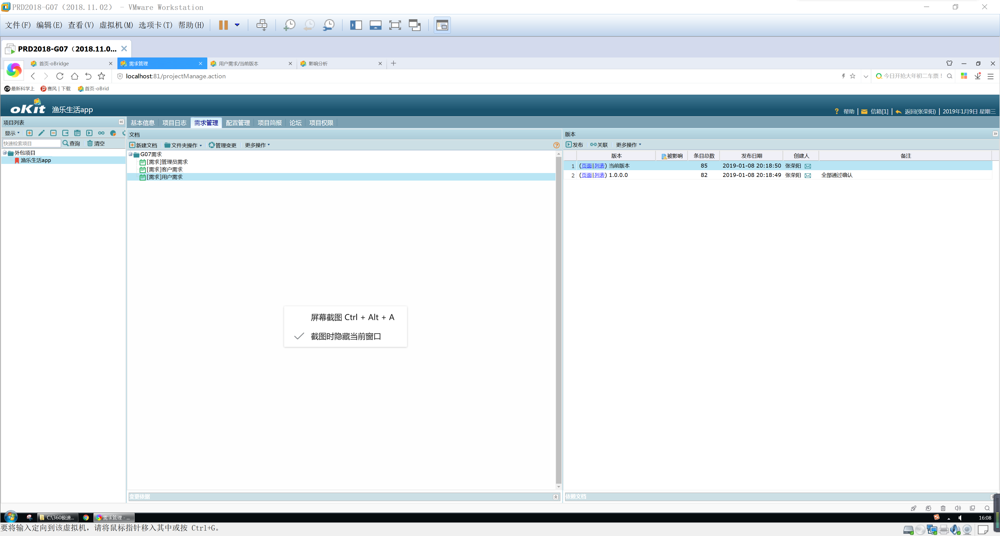 PRD2018-G07（2018.11.02） - VMware Workstation
文件(F) 编辑(E) 查看(V) 虚拟机(M) 选项卡(T) 帮助(H)
PRD2018-G07（2018.11.0...
首页-oBridge 需求管理 用户需求/当前版本 影响分析
localhost:81/projectManage.action 今日开抢大年初二车票！
最新科学上 赛风 | 下载 首页-oBrid
oKit 渔乐生活app 帮助 信箱[1] 返回(张荣阳) 2019年1月9日 星期三
项目列表 基本信息 项目日志 需求管理 配置管理 项目简报 论坛 项目权限
显示 文档 版本
快速检索项目 查询 清空 新建文档 文件夹操作 管理变更 更多操作 发布 关联 更多操作
外包项目 G07需求 版本 被影响 条目总数 发布日期 创建人 备注
渔乐生活app [需求]管理员需求
1 (页面|列表) 当前版本 85 2019-01-08 20:18:50 张荣阳
[需求]客户需求
[需求]用户需求
2 (页面|列表) 1.0.0.0 82 2019-01-08 20:18:49 张荣阳 全部通过确认
屏幕截图 Ctrl + Alt + A
截图时隐藏当前窗口
变更依据 依赖文档
C:\360极速... 需求管理 - ... 16:08
要将输入定向到该虚拟机，请将鼠标指针移入其中或按 Ctrl+G。